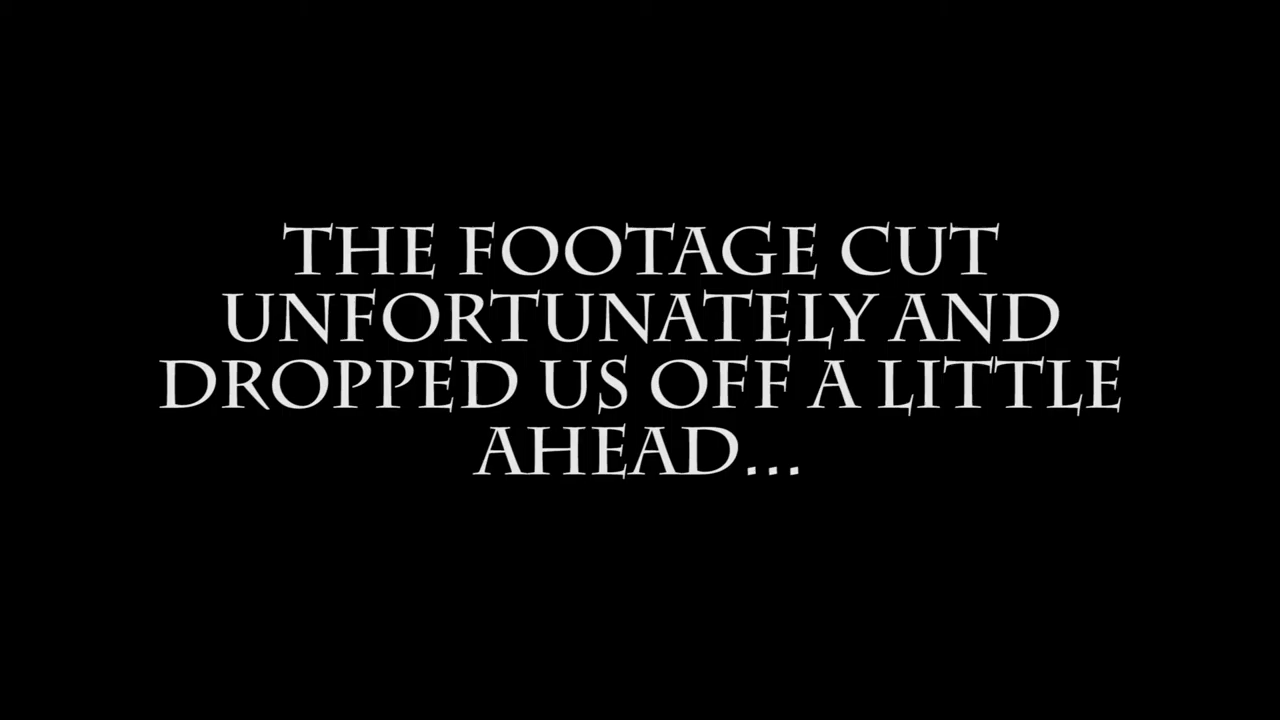 THE FOOTAGE CUT
UNFORTUNATELY AND
DROPPED US OFF A LITTLE
AHEAD...